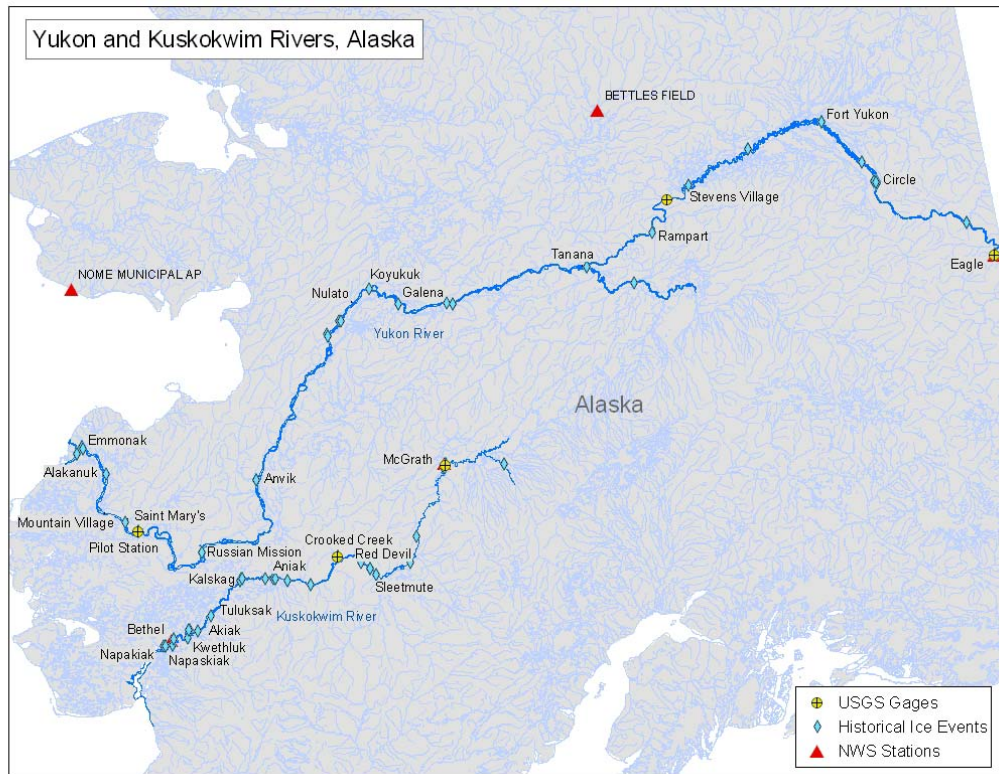 Yukon and Kuskokwim Rivers, Alaska
BETTLES FIELD
Fort Yukon
Circle
Stevens Village
Rampart
Eagle
Tanana
NOME MUNICIPAL AP
Koyukuk
Nulato
Galena
Yukon River
Alaska
Emmonak
Alakanuk
McGrath
Anvik
Saint Mary's
Mountain Village
Pilot Station
Russian Mission
Crooked Creek
Red Devil
Kalskag
Aniak
Sleetmute
Tuluksak
Kuskokwim River
Bethel
Akiak
Kwethluk
Napakiak
Napaskiak
USGS Gages
Historical Ice Events
NWS Stations